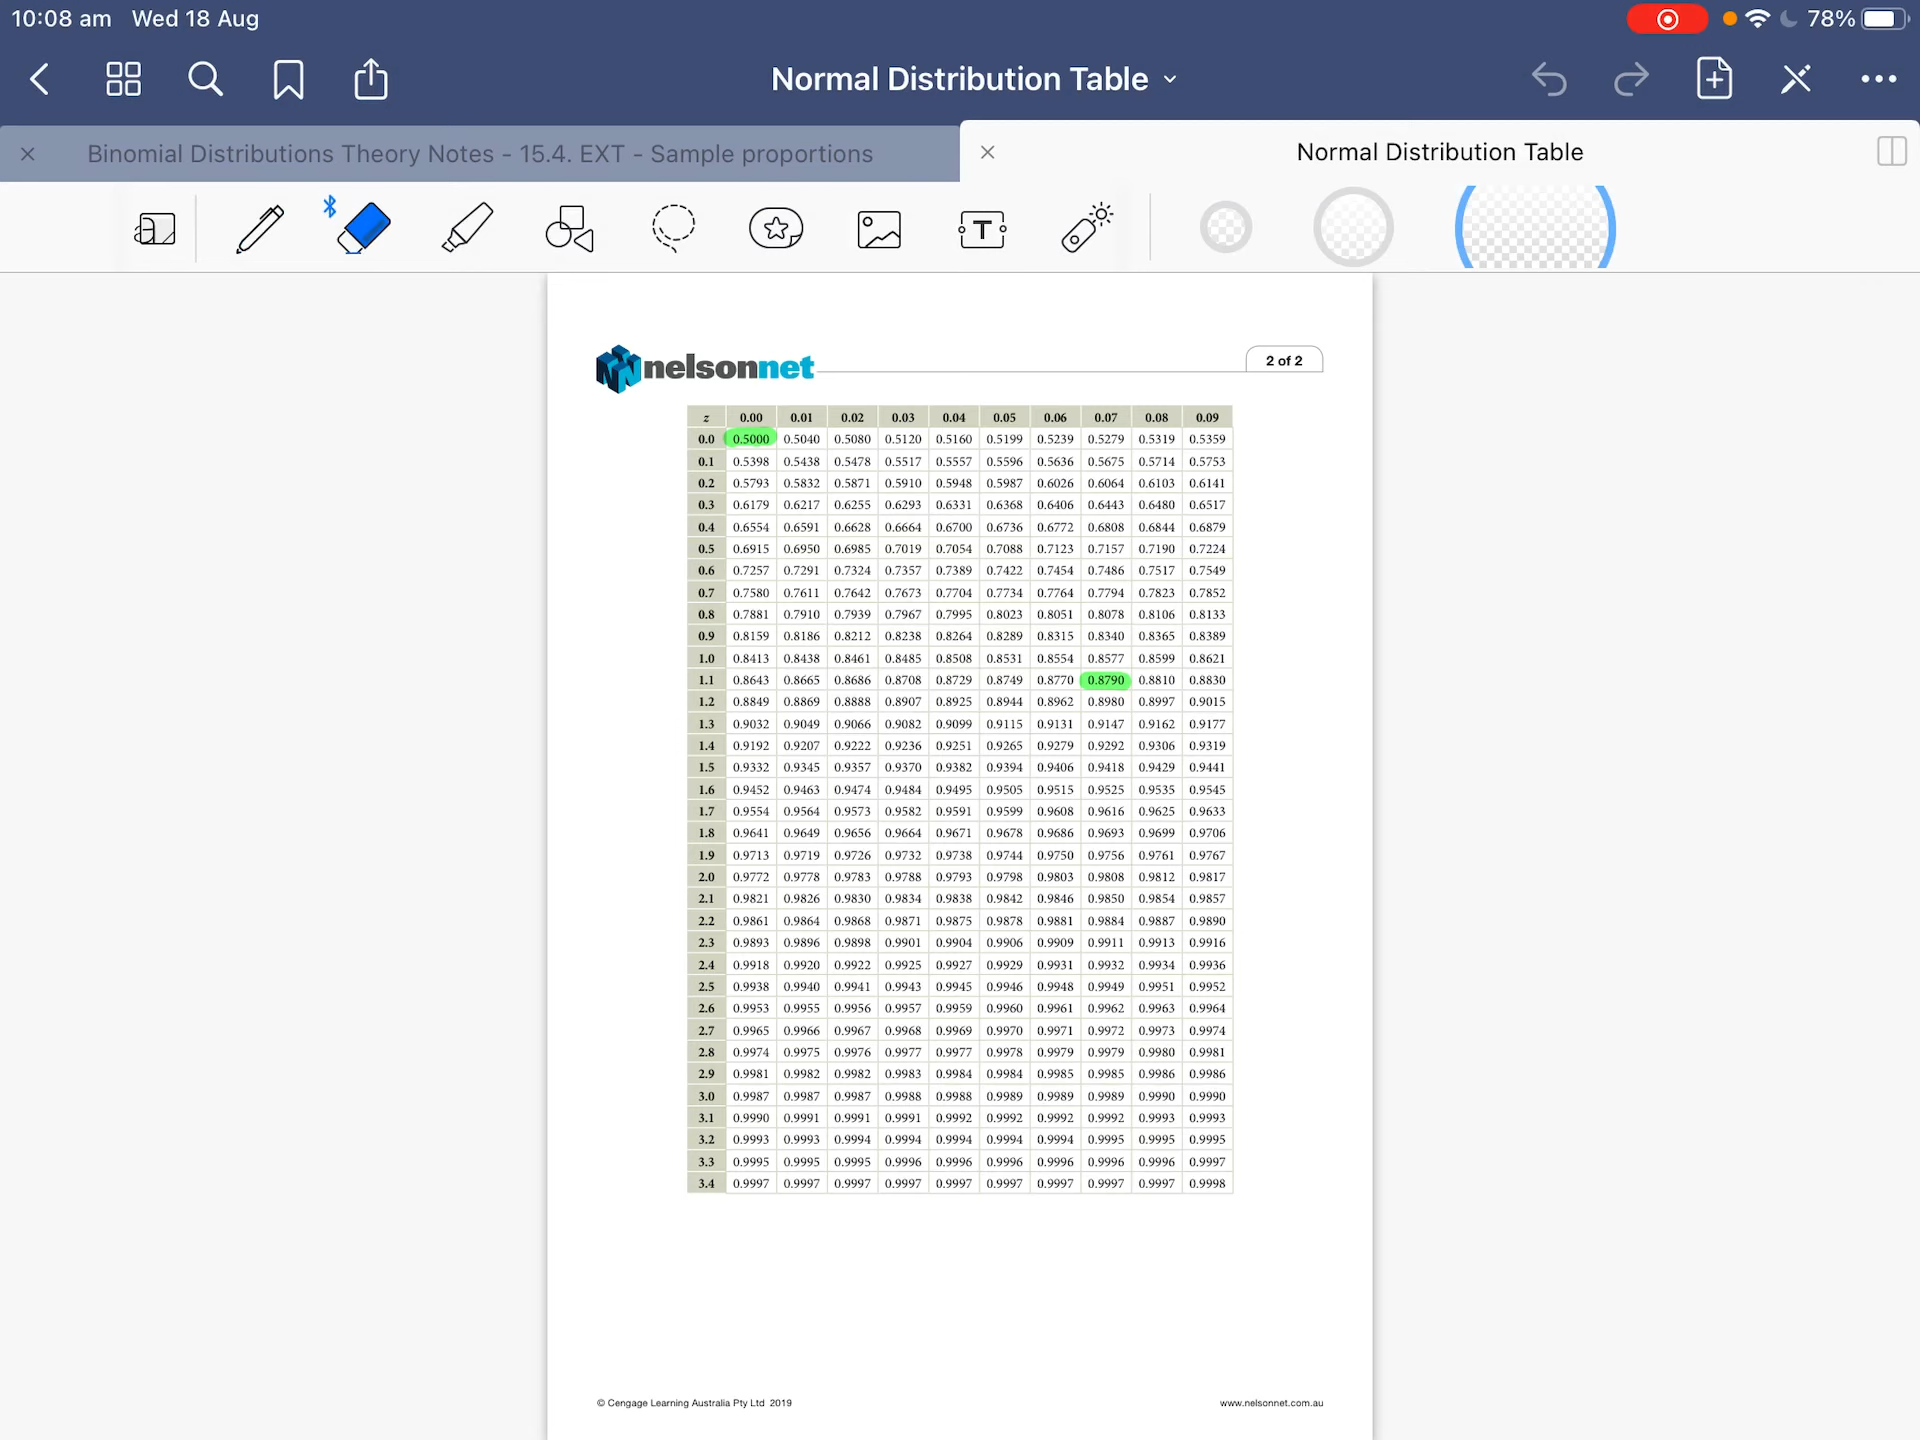 10:08 am Wed 18 Aug
78%
Normal Distribution Table
Binomial Distributions Theory Notes - 15.4. EXT - Sample proportions
Normal Distribution Table
nelsonnet
2 of 2
z 0.00 0.01 0.02 0.03 0.04 0.05 0.06 0.07 0.08 0.09
0.0 0.5000 0.5040 0.5080 0.5120 0.5160 0.5199 0.5239 0.5279 0.5319 0.5359
0.1 0.5398 0.5438 0.5478 0.5517 0.5557 0.5596 0.5636 0.5675 0.5714 0.5753
0.2 0.5793 0.5832 0.5871 0.5910 0.5948 0.5987 0.6026 0.6064 0.6103 0.6141
0.3 0.6179 0.6217 0.6255 0.6293 0.6331 0.6368 0.6406 0.6443 0.6480 0.6517
0.4 0.6554 0.6591 0.6628 0.6664 0.6700 0.6736 0.6772 0.6808 0.6844 0.6879
0.5 0.6915 0.6950 0.6985 0.7019 0.7054 0.7088 0.7123 0.7157 0.7190 0.7224
0.6 0.7257 0.7291 0.7324 0.7357 0.7389 0.7422 0.7454 0.7486 0.7517 0.7549
0.7 0.7580 0.7611 0.7642 0.7673 0.7704 0.7734 0.7764 0.7794 0.7823 0.7852
0.8 0.7881 0.7910 0.7939 0.7967 0.7995 0.8023 0.8051 0.8078 0.8106 0.8133
0.9 0.8159 0.8186 0.8212 0.8238 0.8264 0.8289 0.8315 0.8340 0.8365 0.8389
1.0 0.8413 0.8438 0.8461 0.8485 0.8508 0.8531 0.8554 0.8577 0.8599 0.8621
1.1 0.8643 0.8665 0.8686 0.8708 0.8729 0.8749 0.8770 0.8790 0.8810 0.8830
1.2 0.8849 0.8869 0.8888 0.8907 0.8925 0.8944 0.8962 0.8980 0.8997 0.9015
1.3 0.9032 0.9049 0.9066 0.9082 0.9099 0.9115 0.9131 0.9147 0.9162 0.9177
1.4 0.9192 0.9207 0.9222 0.9236 0.9251 0.9265 0.9279 0.9292 0.9306 0.9319
1.5 0.9332 0.9345 0.9357 0.9370 0.9382 0.9394 0.9406 0.9418 0.9429 0.9441
1.6 0.9452 0.9463 0.9474 0.9484 0.9495 0.9505 0.9515 0.9525 0.9535 0.9545
1.7 0.9554 0.9564 0.9573 0.9582 0.9591 0.9599 0.9608 0.9616 0.9625 0.9633
1.8 0.9641 0.9649 0.9656 0.9664 0.9671 0.9678 0.9686 0.9693 0.9699 0.9706
1.9 0.9713 0.9719 0.9726 0.9732 0.9738 0.9744 0.9750 0.9756 0.9761 0.9767
2.0 0.9772 0.9778 0.9783 0.9788 0.9793 0.9798 0.9803 0.9808 0.9812 0.9817
2.1 0.9821 0.9826 0.9830 0.9834 0.9838 0.9842 0.9846 0.9850 0.9854 0.9857
2.2 0.9861 0.9864 0.9868 0.9871 0.9875 0.9878 0.9881 0.9884 0.9887 0.9890
2.3 0.9893 0.9896 0.9898 0.9901 0.9904 0.9906 0.9909 0.9911 0.9913 0.9916
2.4 0.9918 0.9920 0.9922 0.9925 0.9927 0.9929 0.9931 0.9932 0.9934 0.9936
2.5 0.9938 0.9940 0.9941 0.9943 0.9945 0.9946 0.9948 0.9949 0.9951 0.9952
2.6 0.9953 0.9955 0.9956 0.9957 0.9959 0.9960 0.9961 0.9962 0.9963 0.9964
2.7 0.9965 0.9966 0.9967 0.9968 0.9969 0.9970 0.9971 0.9972 0.9973 0.9974
2.8 0.9974 0.9975 0.9976 0.9977 0.9977 0.9978 0.9979 0.9979 0.9980 0.9981
2.9 0.9981 0.9982 0.9982 0.9983 0.9984 0.9984 0.9985 0.9985 0.9986 0.9986
3.0 0.9987 0.9987 0.9987 0.9988 0.9988 0.9989 0.9989 0.9989 0.9990 0.9990
3.1 0.9990 0.9991 0.9991 0.9991 0.9992 0.9992 0.9992 0.9992 0.9993 0.9993
3.2 0.9993 0.9993 0.9994 0.9994 0.9994 0.9994 0.9994 0.9995 0.9995 0.9995
3.3 0.9995 0.9995 0.9995 0.9996 0.9996 0.9996 0.9996 0.9996 0.9996 0.9997
3.4 0.9997 0.9997 0.9997 0.9997 0.9997 0.9997 0.9997 0.9997 0.9997 0.9998
© Cengage Learning Australia Pty Ltd 2019
www.nelsonnet.com.au